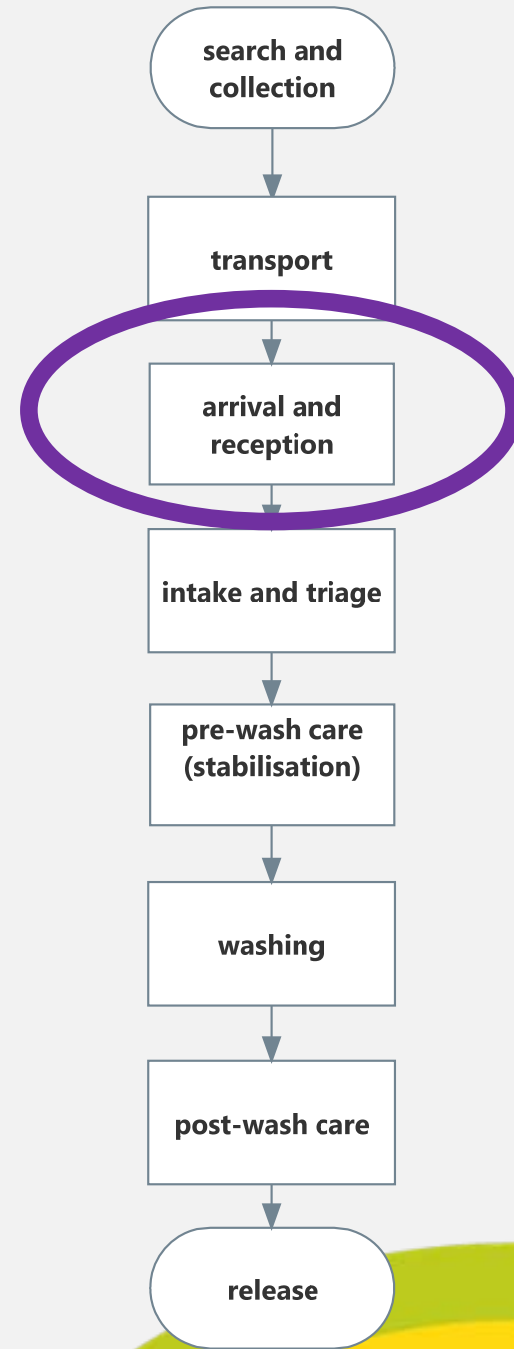 search and
collection
transport
arrival and
reception
intake and triage
pre-wash care
(stabilisation)
washing
post-wash care
release